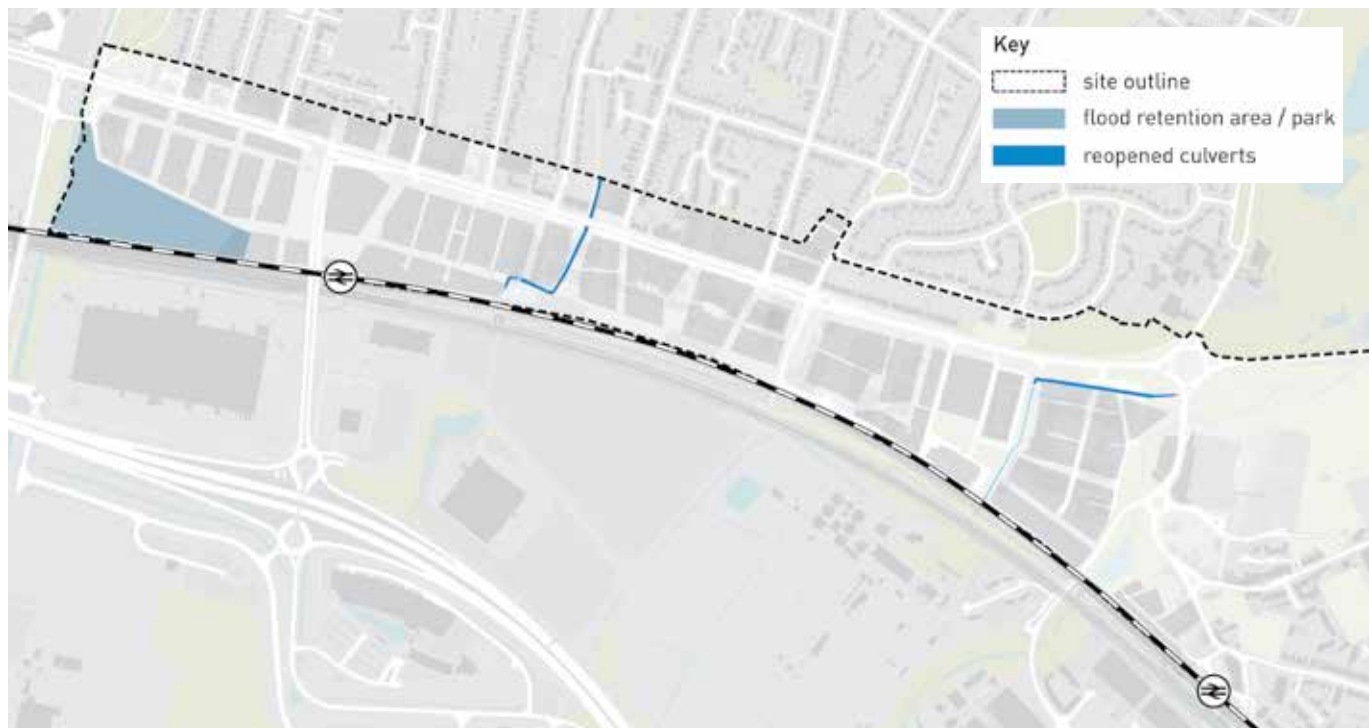 Key
site outline
flood retention area / park
reopened culverts